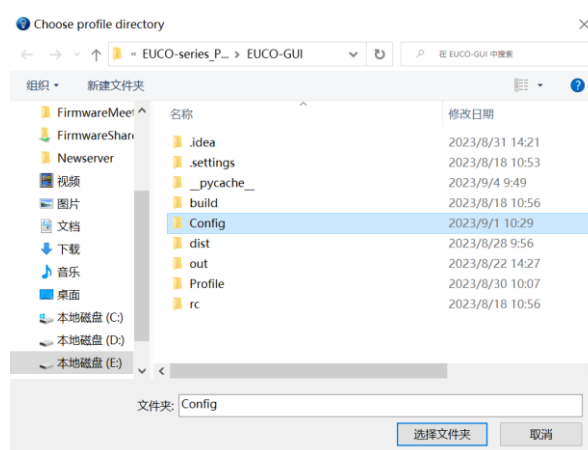 Choose profile directory
« EUCO-series_P... › EUCO-GUI
在 EUCO-GUI 中搜索
组织 新建文件夹
名称 修改日期
FirmwareMeet
FirmwareShar
Newserver
视频
图片
文档
下载
音乐
桌面
本地磁盘 (C:)
本地磁盘 (D:)
本地磁盘 (E:)
.idea 2023/8/31 14:21
.settings 2023/8/18 10:53
__pycache__ 2023/9/4 9:49
build 2023/8/18 10:56
Config 2023/9/1 10:29
dist 2023/8/28 9:56
out 2023/8/22 14:27
Profile 2023/8/30 10:07
rc 2023/8/18 10:56
文件夹: Config
选择文件夹 取消